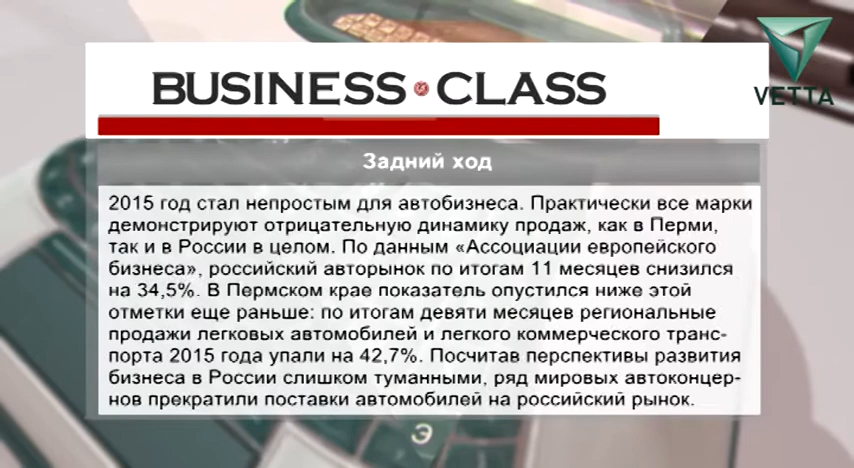 VETTA
BUSINESS CLASS
Задний ход
2015 год стал непростым для автобизнеса. Практически все марки
демонстрируют отрицательную динамику продаж, как в Перми,
так и в России в целом. По данным «Ассоциации европейского
бизнеса», российский авторынок по итогам 11 месяцев снизился
на 34,5%. В Пермском крае показатель опустился ниже этой
отметки еще раньше: по итогам девяти месяцев региональные
продажи легковых автомобилей и легкого коммерческого транс-
порта 2015 года упали на 42,7%. Посчитав перспективы развития
бизнеса в России слишком туманными, ряд мировых автоконцер-
нов прекратили поставки автомобилей на российский рынок.
Э